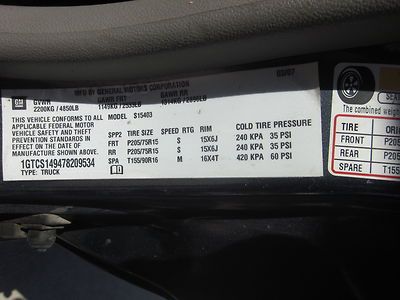 MFD BY GENERAL MOTORS CORPORATION
03/07
GM
GVWR GAWR FRT GAWR RR
2200KG / 4850LB
THIS VEHICLE CONFORMS TO ALL
APPLICABLE FEDERAL MOTOR
VEHICLE SAFETY AND THEFT
PREVENTION STANDARDS IN
EFFECT ON THE DATE OF
MANUFACTURE SHOWN ABOVE.
1GTCS149478209534
TYPE: TRUCK
MODEL: S15403
SPP2 TIRE SIZE SPEED RTG RIM COLD TIRE PRESSURE
FRT P205/75R15 S 15X6J 240 KPA 35 PSI
RR P205/75R15 S 15X6J 240 KPA 35 PSI
SPA T155/90R16 M 16X4T 420 KPA 60 PSI
The combined weight
TIRE
FRONT P205
REAR P205
SPARE T155